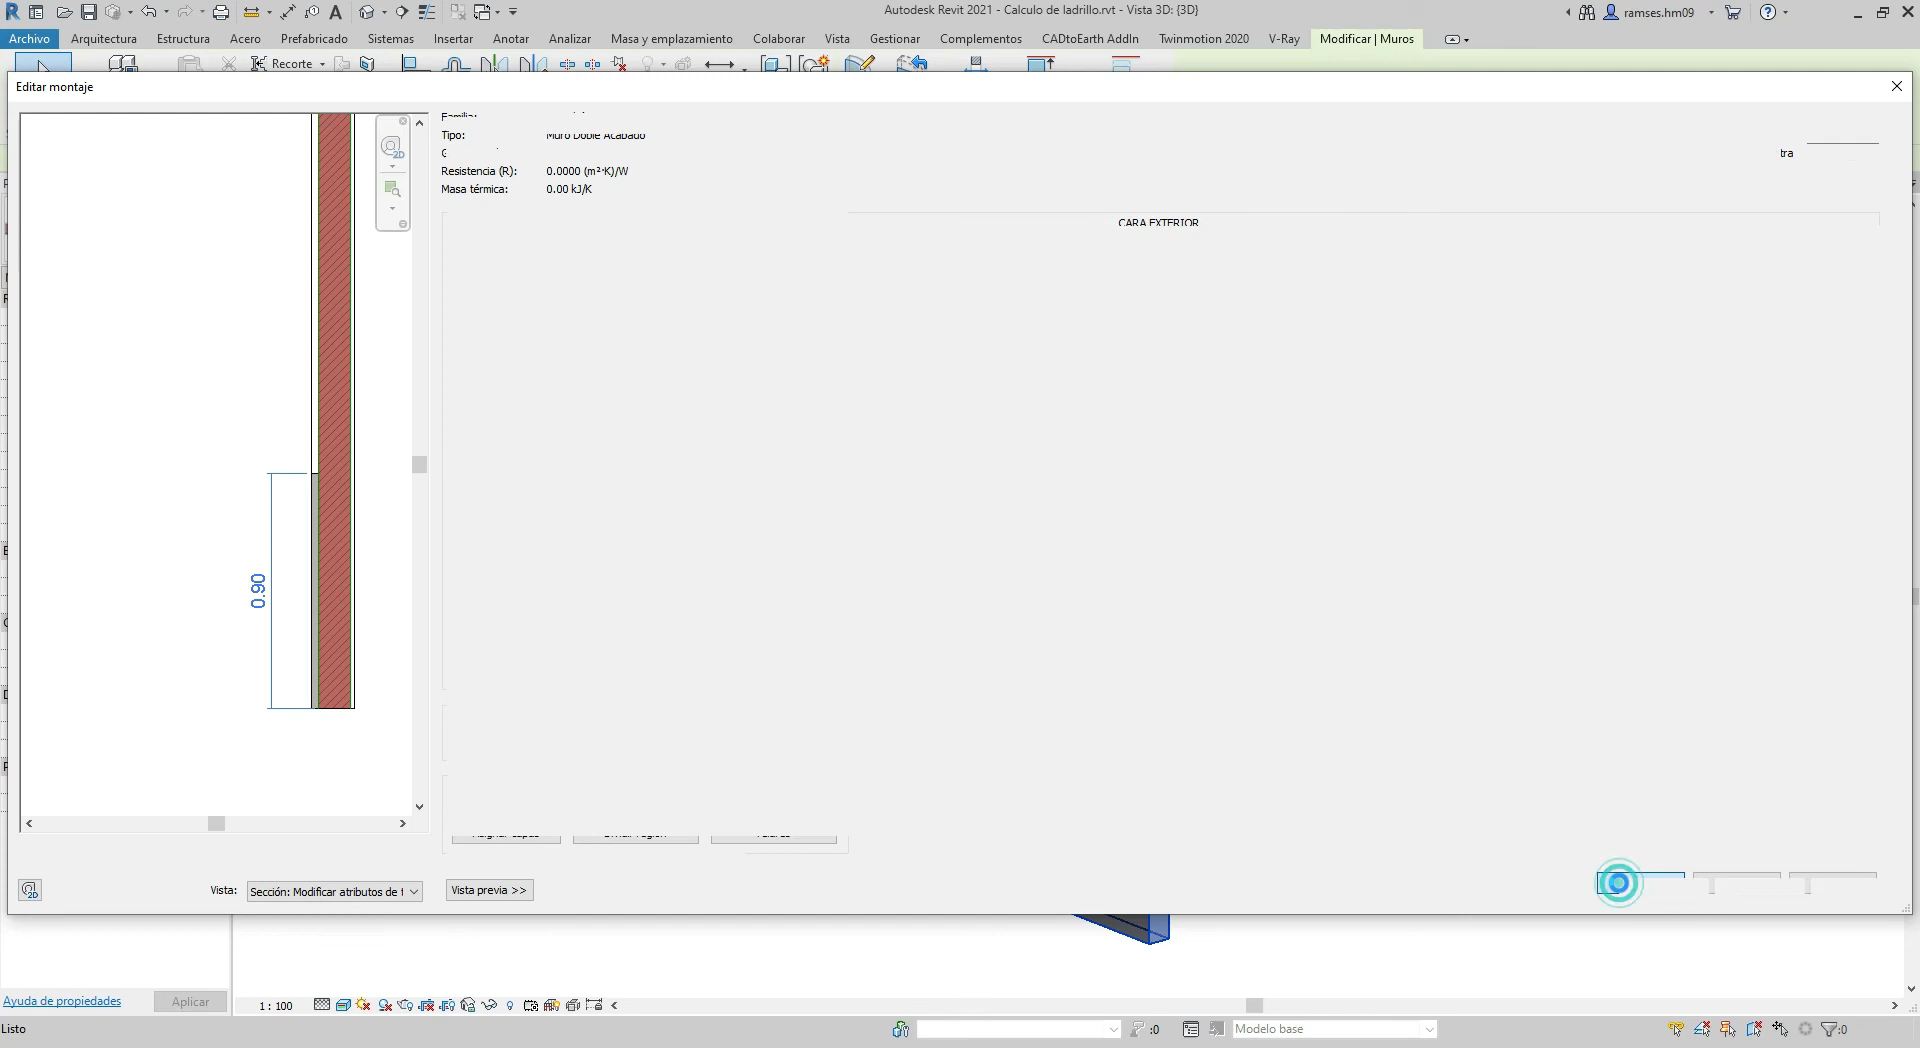 Autodesk Revit 2021 - Calculo de ladrillo.rvt - Vista 3D: {3D}
ramses.hm09
Archivo Arquitectura Estructura Acero Prefabricado Sistemas Insertar Anotar Analizar Masa y emplazamiento Colaborar Vista Gestionar Complementos CADtoEarth AddIn Twinmotion 2020 V-Ray Modificar | Muros
Recorte
Editar montaje
Familia:
Tipo: Muro Doble Acabado
tra
Resistencia (R): 0.0000 (m²·K)/W
Masa térmica: 0.00 kJ/K
CARA EXTERIOR
2D
0.90
2D
Vista: Sección: Modificar atributos de t
Vista previa >>
Ayuda de propiedades
Aplicar
1 : 100
Listo
:0
Modelo base
:0